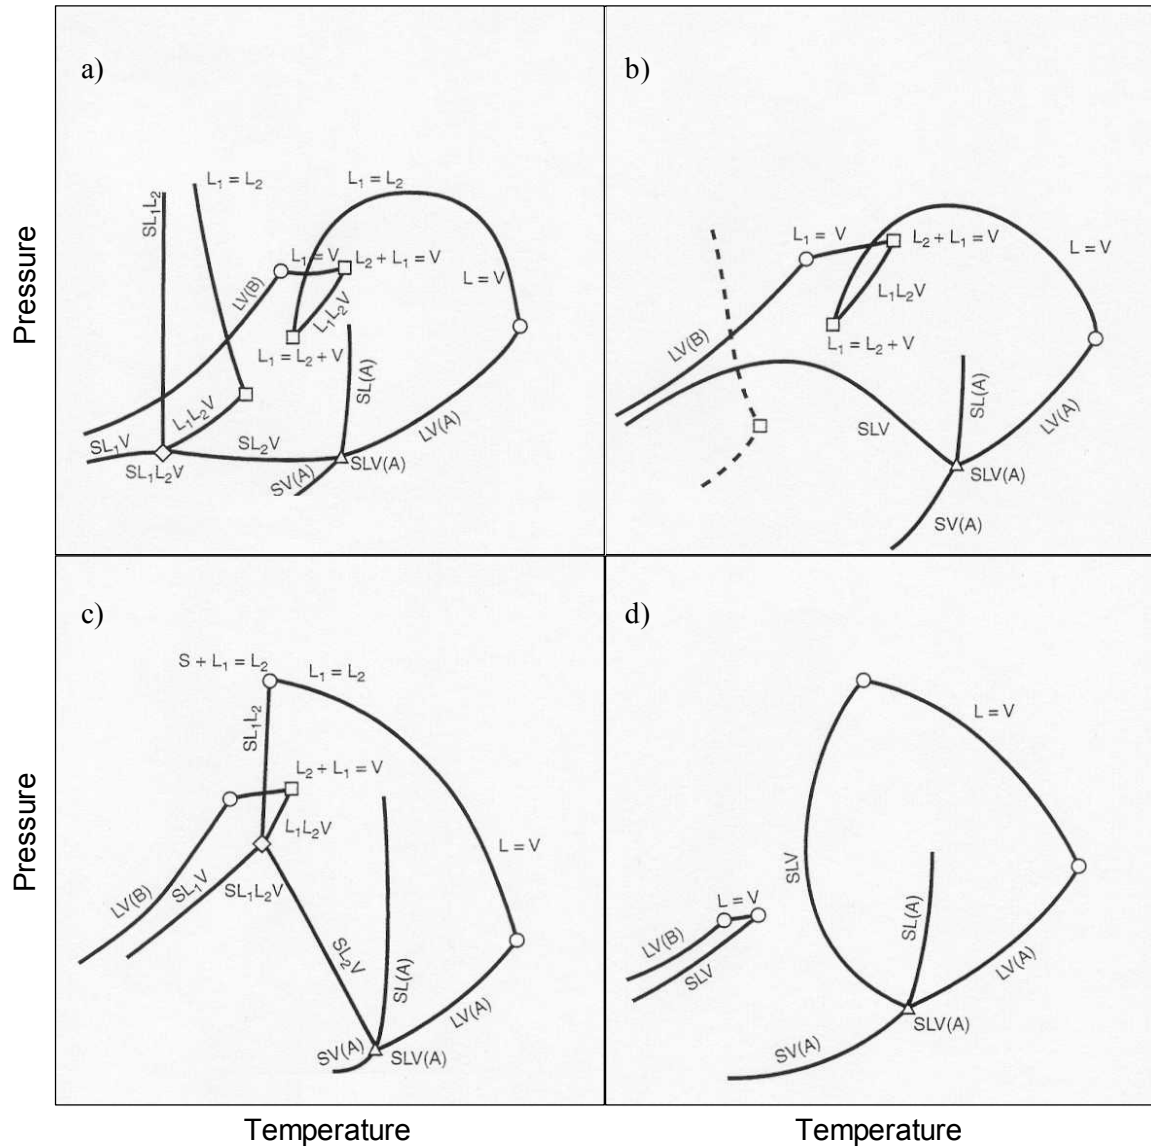 a)
L₁ = L₂
L₁ = L₂
SL₁L₂
L₁ = V
L₂ + L₁ = V
LV(B)
L = V
L₁L₂V
L₁ = L₂ + V
SL(A)
L₁L₂V
LV(A)
SL₁V
SL₂V
SL₁L₂V
SV(A)
SLV(A)
b)
L₁ = V
L₂ + L₁ = V
L = V
L₁L₂V
LV(B)
L₁ = L₂ + V
SL(A)
SLV
LV(A)
SLV(A)
SV(A)
Pressure
c)
S + L₁ = L₂
L₁ = L₂
SL₁L₂
L₂ + L₁ = V
L₁L₂V
L = V
LV(B)
SL₁V
SL₁L₂V
SL₂V
SL(A)
LV(A)
SV(A)
SLV(A)
d)
L = V
SLV
L = V
LV(B)
SLV
SL(A)
LV(A)
SLV(A)
SV(A)
Pressure
Temperature
Temperature